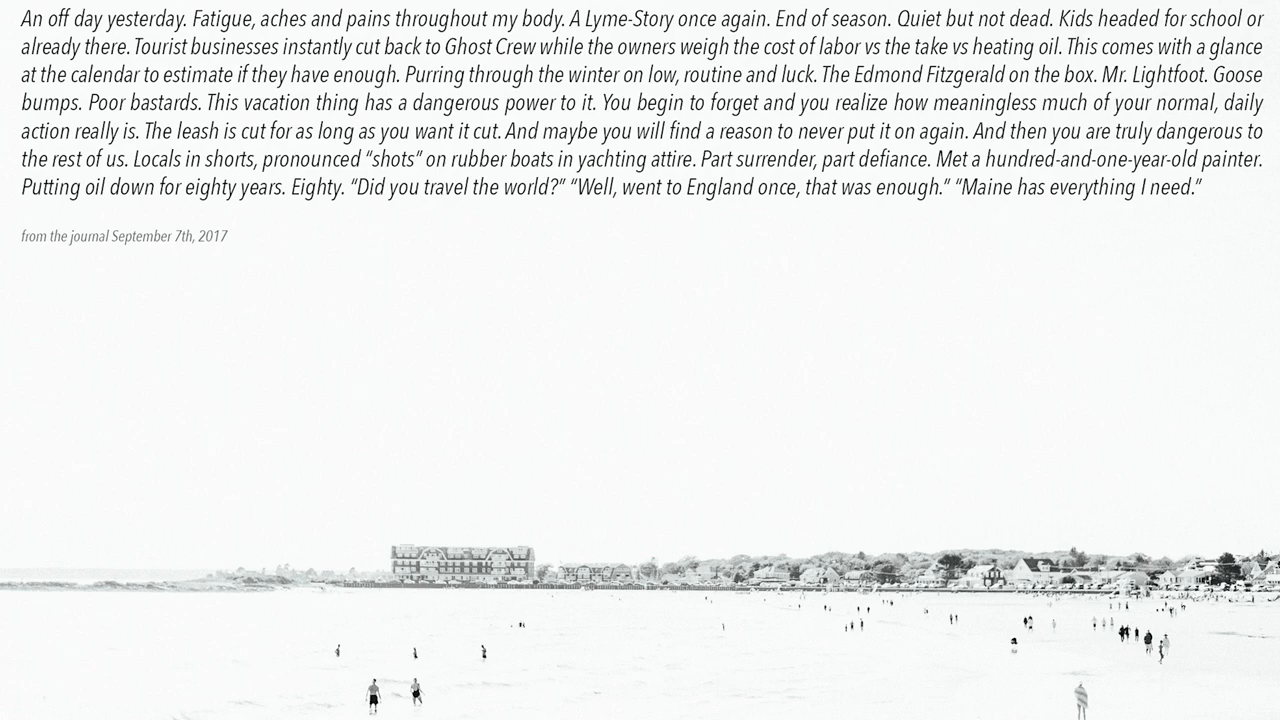 An off day yesterday. Fatigue, aches and pains throughout my body. A Lyme-Story once again. End of season. Quiet but not dead. Kids headed for school or
already there. Tourist businesses instantly cut back to Ghost Crew while the owners weigh the cost of labor vs the take vs heating oil. This comes with a glance
at the calendar to estimate if they have enough. Purring through the winter on low, routine and luck. The Edmond Fitzgerald on the box. Mr. Lightfoot. Goose
bumps. Poor bastards. This vacation thing has a dangerous power to it. You begin to forget and you realize how meaningless much of your normal, daily
action really is. The leash is cut for as long as you want it cut. And maybe you will find a reason to never put it on again. And then you are truly dangerous to
the rest of us. Locals in shorts, pronounced “shots” on rubber boats in yachting attire. Part surrender, part defiance. Met a hundred-and-one-year-old painter.
Putting oil down for eighty years. Eighty. “Did you travel the world?” “Well, went to England once, that was enough.” “Maine has everything I need.”
from the journal September 7th, 2017